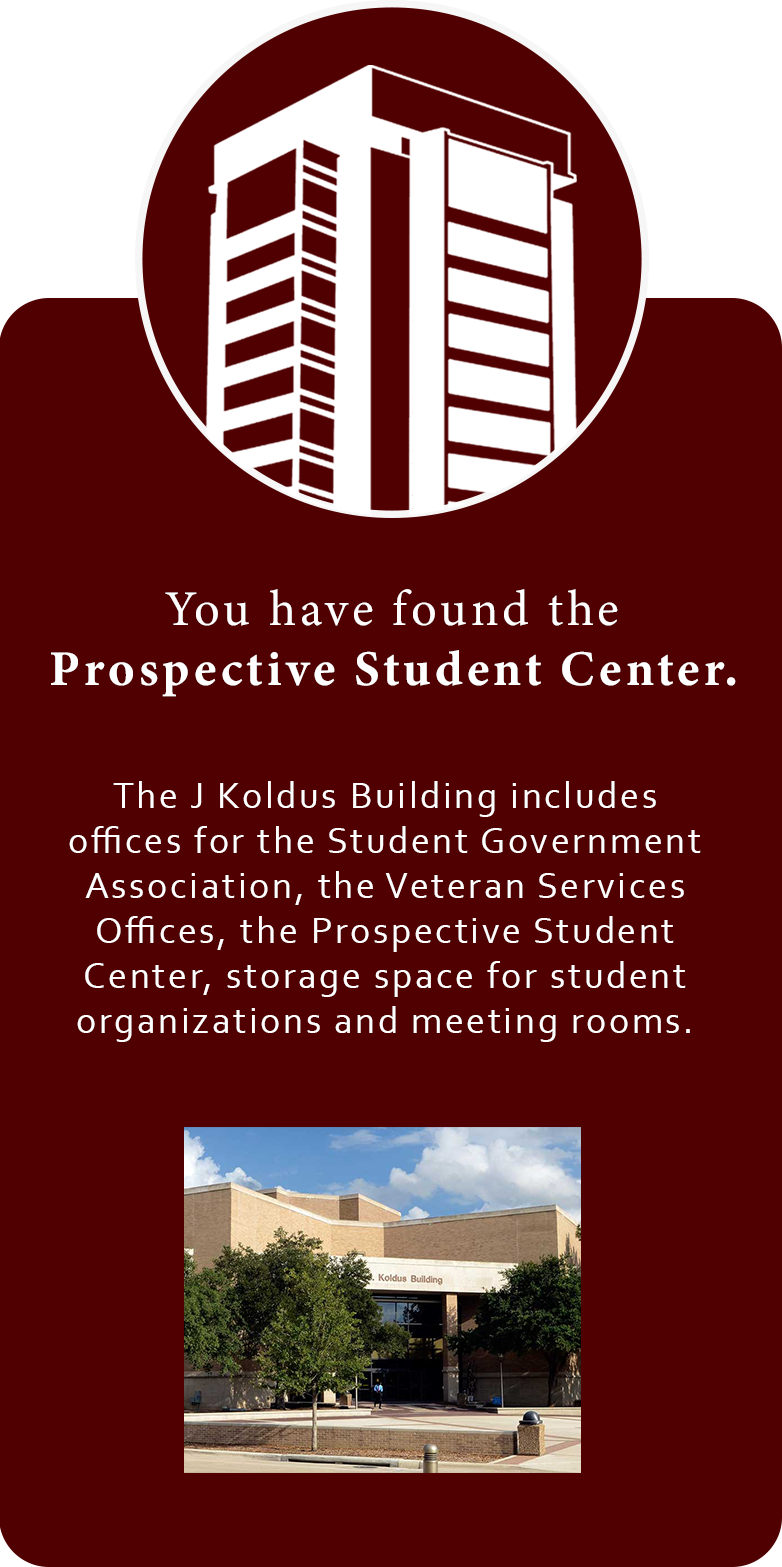 You have found the
Prospective Student Center.
The J Koldus Building includes
offices for the Student Government
Association, the Veteran Services
Offices, the Prospective Student
Center, storage space for student
organizations and meeting rooms.
J. Koldus Building